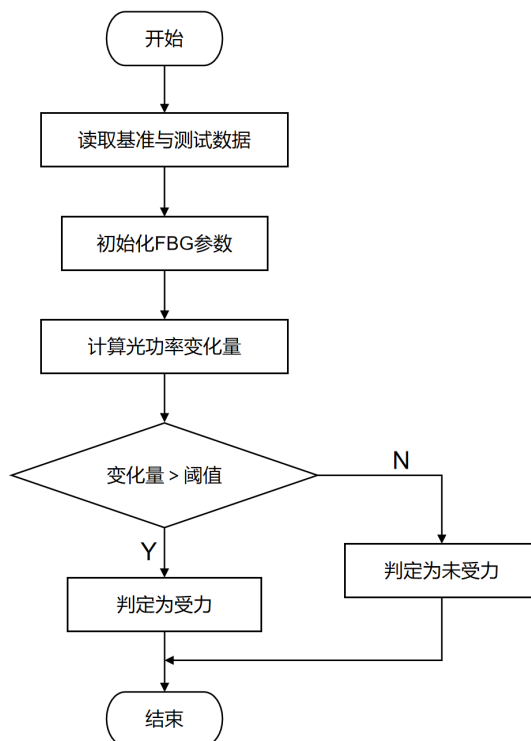 开始
读取基准与测试数据
初始化FBG参数
计算光功率变化量
变化量 > 阈值
N
Y
判定为未受力
判定为受力
结束